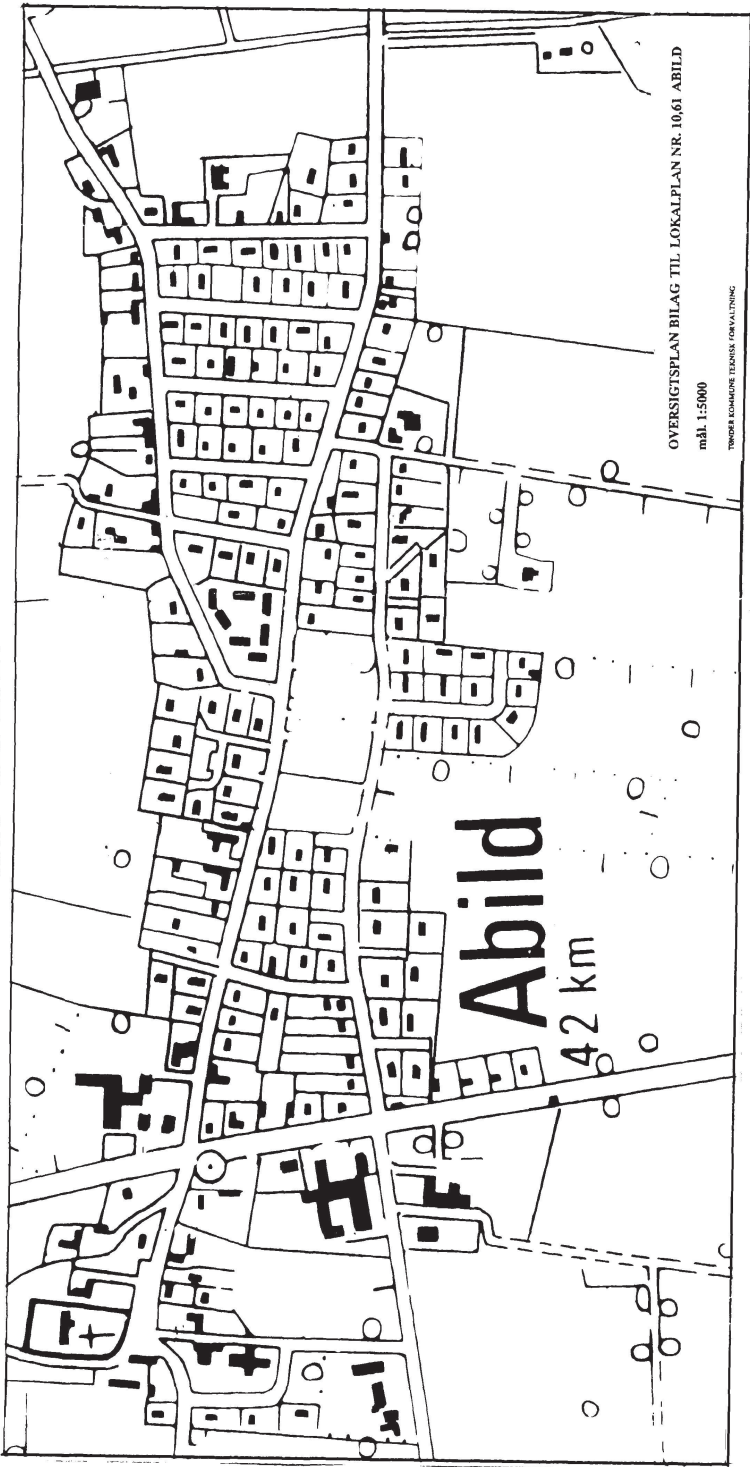 OVERSIGTSPLAN BILAG TIL LOKALPLAN NR. 10,61 ABILD
mål. 1:5000
TØNDER KOMMUNE TEKNISK FORVALTNING
Abild
42 km